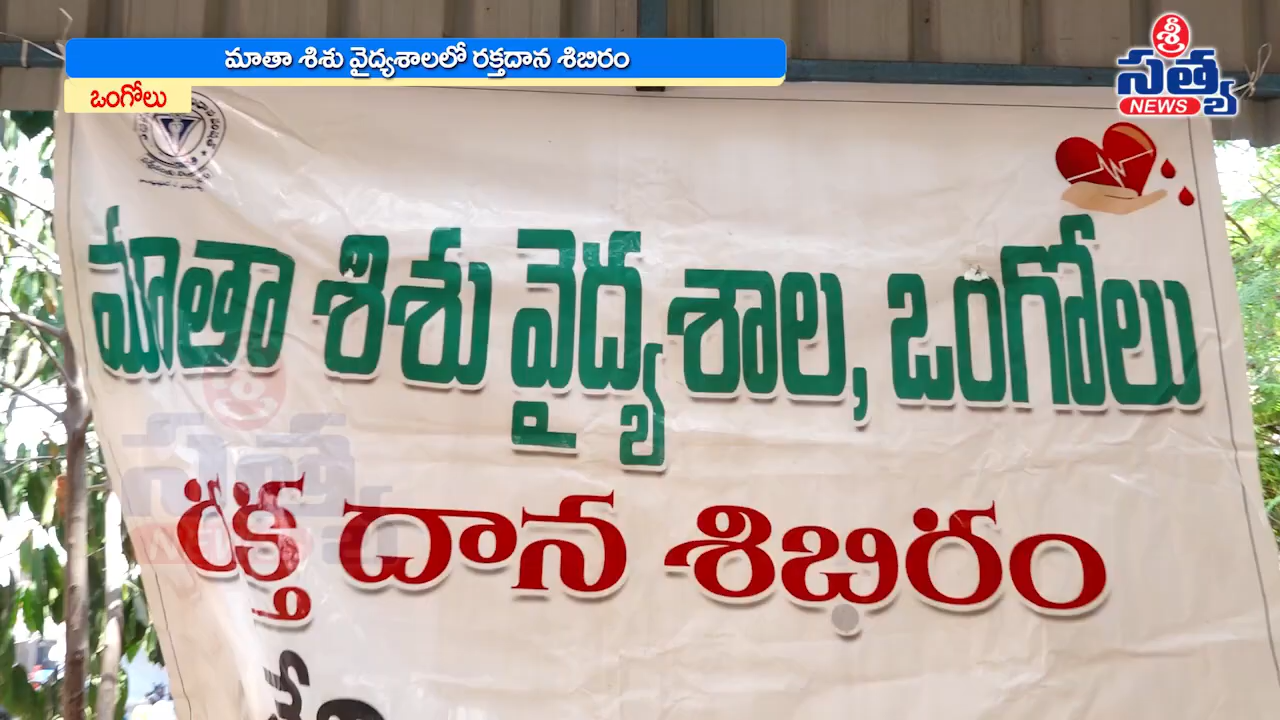 మాతా శిశు వైద్యశాలలో రక్తదాన శిబిరం
ఒంగోలు
శ్రీ
సత్య
NEWS
మాతా శిశు వైద్యశాల, ఒంగోలు
రక్త దాన శిబిరం